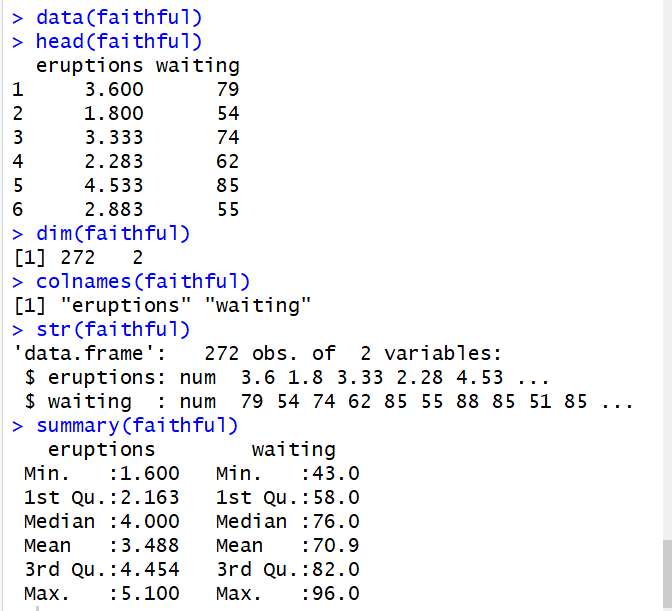 > data(faithful)
> head(faithful)
  eruptions waiting
1     3.600      79
2     1.800      54
3     3.333      74
4     2.283      62
5     4.533      85
6     2.883      55
> dim(faithful)
[1] 272   2
> colnames(faithful)
[1] "eruptions" "waiting"
> str(faithful)
'data.frame':   272 obs. of  2 variables:
 $ eruptions: num  3.6 1.8 3.33 2.28 4.53 ...
 $ waiting  : num  79 54 74 62 85 55 88 85 51 85 ...
> summary(faithful)
   eruptions        waiting
 Min.   :1.600   Min.   :43.0
 1st Qu.:2.163   1st Qu.:58.0
 Median :4.000   Median :76.0
 Mean   :3.488   Mean   :70.9
 3rd Qu.:4.454   3rd Qu.:82.0
 Max.   :5.100   Max.   :96.0